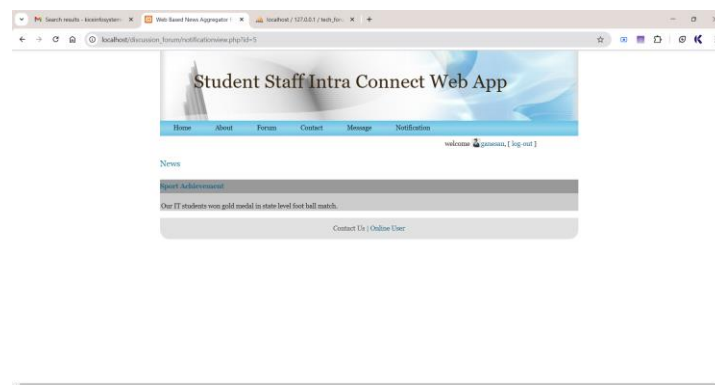 Search results - kiceinfosystem
Web Based News Aggregator
localhost / 127.0.0.1 / tech_for
localhost/discussion_forum/notificationview.php?id=5
Student Staff Intra Connect Web App
Home About Forum Contact Message Notification
welcome ganesan, [ log-out ]
News
Sport Achievement
Our IT students won gold medal in state level foot ball match.
Contact Us | Online User